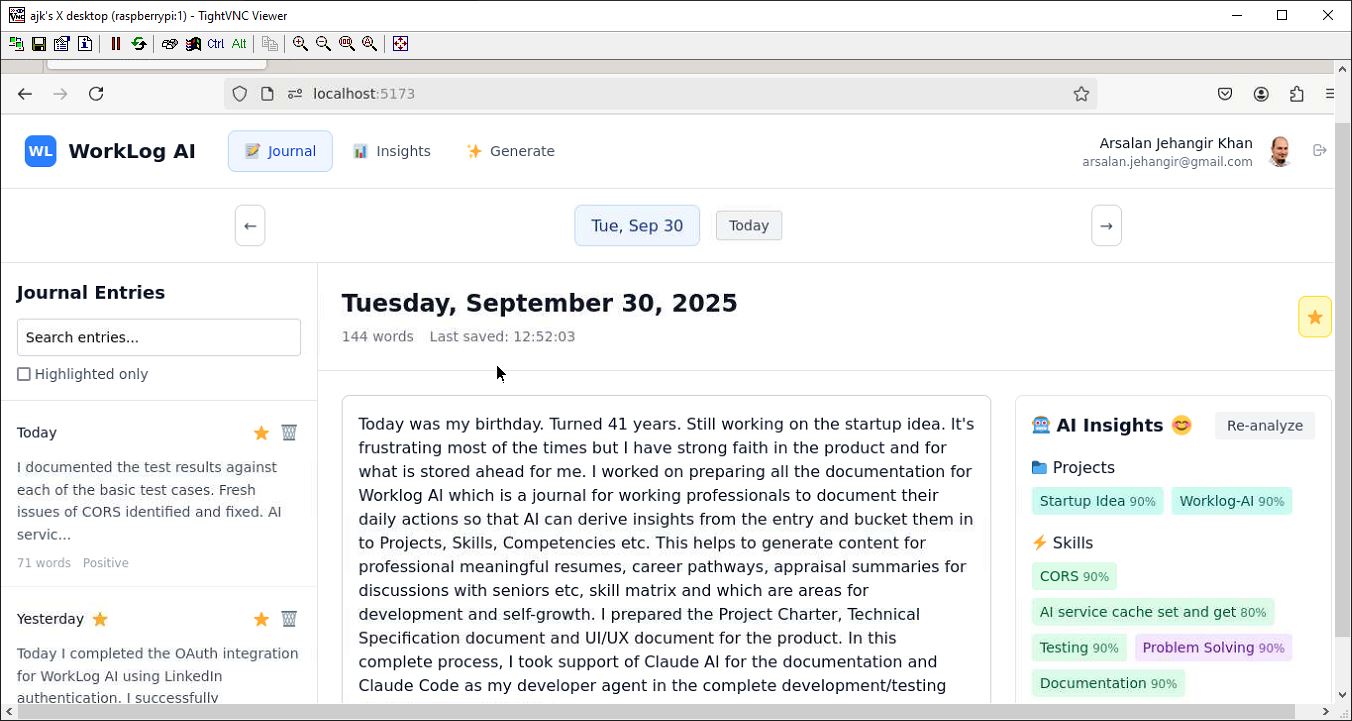 ajk's X desktop (raspberrypi:1) - TightVNC Viewer
Ctrl Alt
localhost:5173
WL WorkLog AI Journal Insights Generate
Arsalan Jehangir Khan
arsalan.jehangir@gmail.com
← Tue, Sep 30 Today →
Journal Entries
Search entries...
Highlighted only
Today
I documented the test results against
each of the basic test cases. Fresh
issues of CORS identified and fixed. AI
servic...
71 words Positive
Yesterday
Today I completed the OAuth integration
for WorkLog AI using LinkedIn
authentication. I successfully
Tuesday, September 30, 2025
144 words Last saved: 12:52:03
Today was my birthday. Turned 41 years. Still working on the startup idea. It's
frustrating most of the times but I have strong faith in the product and for
what is stored ahead for me. I worked on preparing all the documentation for
Worklog AI which is a journal for working professionals to document their
daily actions so that AI can derive insights from the entry and bucket them in
to Projects, Skills, Competencies etc. This helps to generate content for
professional meaningful resumes, career pathways, appraisal summaries for
discussions with seniors etc, skill matrix and which are areas for
development and self-growth. I prepared the Project Charter, Technical
Specification document and UI/UX document for the product. In this
complete process, I took support of Claude AI for the documentation and
Claude Code as my developer agent in the complete development/testing
AI Insights Re-analyze
Projects
Startup Idea 90% Worklog-AI 90%
Skills
CORS 90%
AI service cache set and get 80%
Testing 90% Problem Solving 90%
Documentation 90%